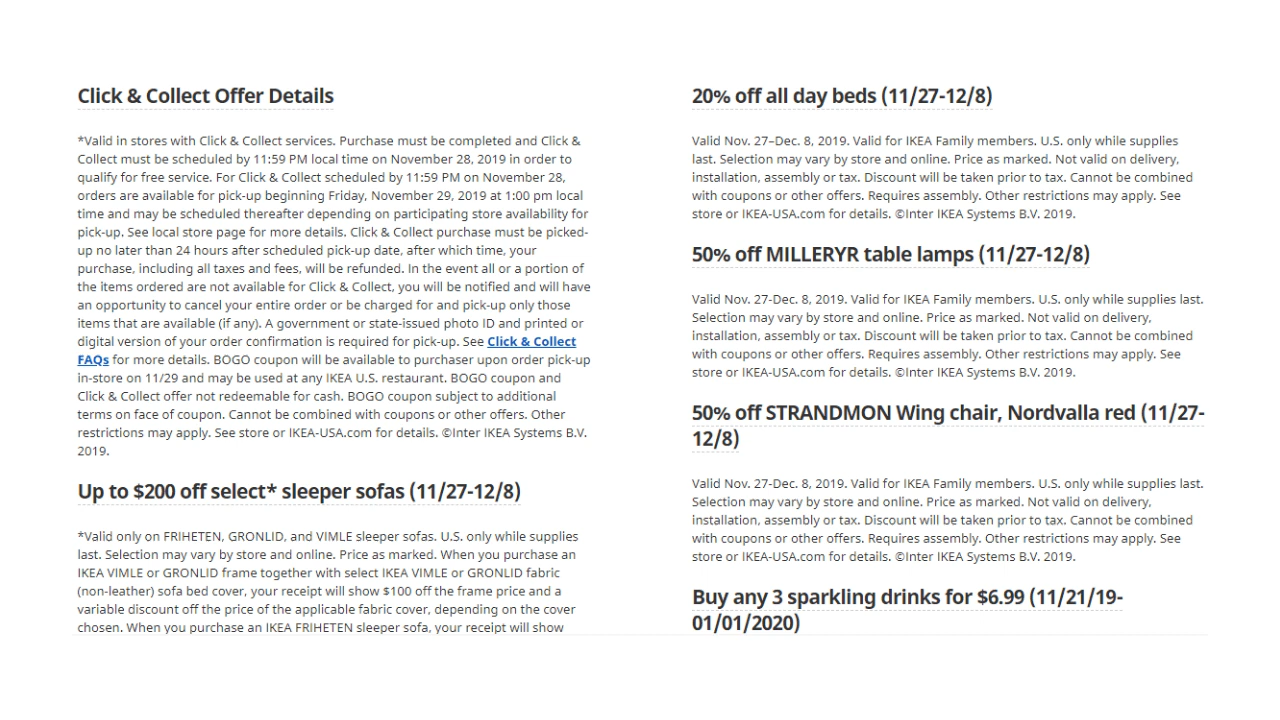 Click & Collect Offer Details
*Valid in stores with Click & Collect services. Purchase must be completed and Click &
Collect must be scheduled by 11:59 PM local time on November 28, 2019 in order to
qualify for free service. For Click & Collect scheduled by 11:59 PM on November 28,
orders are available for pick-up beginning Friday, November 29, 2019 at 1:00 pm local
time and may be scheduled thereafter depending on participating store availability for
pick-up. See local store page for more details. Click & Collect purchase must be picked-
up no later than 24 hours after scheduled pick-up date, after which time, your
purchase, including all taxes and fees, will be refunded. In the event all or a portion of
the items ordered are not available for Click & Collect, you will be notified and will have
an opportunity to cancel your entire order or be charged for and pick-up only those
items that are available (if any). A government or state-issued photo ID and printed or
digital version of your order confirmation is required for pick-up. See Click & Collect
FAQs for more details. BOGO coupon will be available to purchaser upon order pick-up
in-store on 11/29 and may be used at any IKEA U.S. restaurant. BOGO coupon and
Click & Collect offer not redeemable for cash. BOGO coupon subject to additional
terms on face of coupon. Cannot be combined with coupons or other offers. Other
restrictions may apply. See store or IKEA-USA.com for details. ©Inter IKEA Systems B.V.
2019.
Up to $200 off select* sleeper sofas (11/27-12/8)
*Valid only on FRIHETEN, GRONLID, and VIMLE sleeper sofas. U.S. only while supplies
last. Selection may vary by store and online. Price as marked. When you purchase an
IKEA VIMLE or GRONLID frame together with select IKEA VIMLE or GRONLID fabric
(non-leather) sofa bed cover, your receipt will show $100 off the frame price and a
variable discount off the price of the applicable fabric cover, depending on the cover
chosen. When you purchase an IKEA FRIHETEN sleeper sofa, your receipt will show
20% off all day beds (11/27-12/8)
Valid Nov. 27–Dec. 8, 2019. Valid for IKEA Family members. U.S. only while supplies
last. Selection may vary by store and online. Price as marked. Not valid on delivery,
installation, assembly or tax. Discount will be taken prior to tax. Cannot be combined
with coupons or other offers. Requires assembly. Other restrictions may apply. See
store or IKEA-USA.com for details. ©Inter IKEA Systems B.V. 2019.
50% off MILLERYR table lamps (11/27-12/8)
Valid Nov. 27-Dec. 8, 2019. Valid for IKEA Family members. U.S. only while supplies last.
Selection may vary by store and online. Price as marked. Not valid on delivery,
installation, assembly or tax. Discount will be taken prior to tax. Cannot be combined
with coupons or other offers. Requires assembly. Other restrictions may apply. See
store or IKEA-USA.com for details. ©Inter IKEA Systems B.V. 2019.
50% off STRANDMON Wing chair, Nordvalla red (11/27-
12/8)
Valid Nov. 27-Dec. 8, 2019. Valid for IKEA Family members. U.S. only while supplies last.
Selection may vary by store and online. Price as marked. Not valid on delivery,
installation, assembly or tax. Discount will be taken prior to tax. Cannot be combined
with coupons or other offers. Requires assembly. Other restrictions may apply. See
store or IKEA-USA.com for details. ©Inter IKEA Systems B.V. 2019.
Buy any 3 sparkling drinks for $6.99 (11/21/19-
01/01/2020)